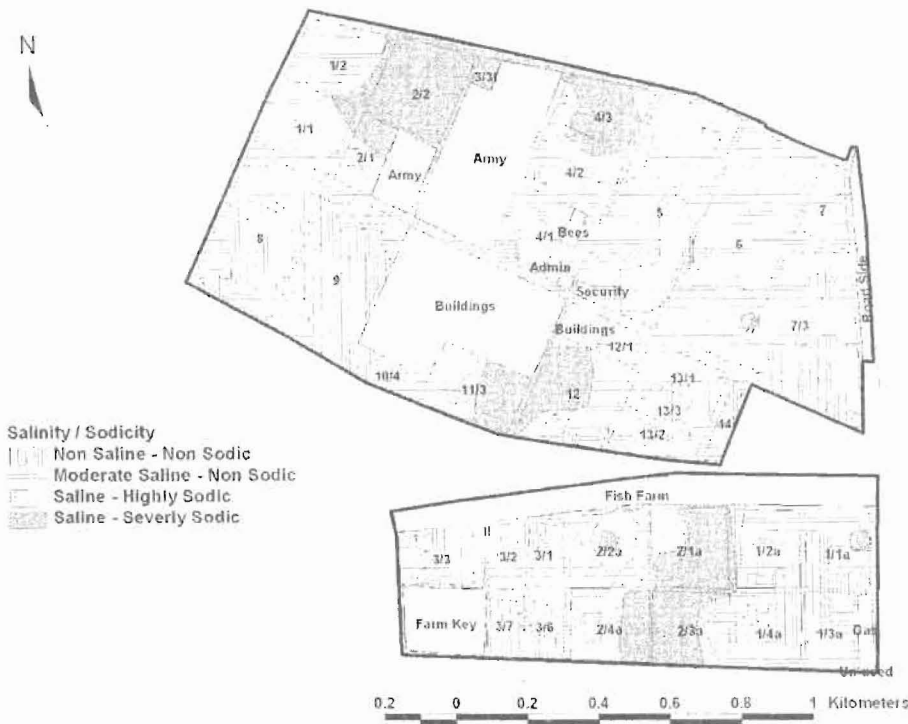 N
1/2
2/2
3/3f
4/3
1/1
2/1
Army
Army
4/2
5
7
8
4/1
Bees
6
Admin
9
Security
Buildings
Buildings
7/3
Road Side
12/1
10/4
11/3
12
13/1
13/3
14
13/2
Salinity / Sodicity
Non Saline - Non Sodic
Moderate Saline - Non Sodic
Saline - Highly Sodic
Saline - Severly Sodic
Fish Farm
II
3/3
3/2
3/1
2/2a
2/1a
1/2a
1/1a
Farm Key
3/7
3/6
2/4a
2/3a
1/4a
1/3a
0.2 0 0.2 0.4 0.6 0.8 1 Kilometers